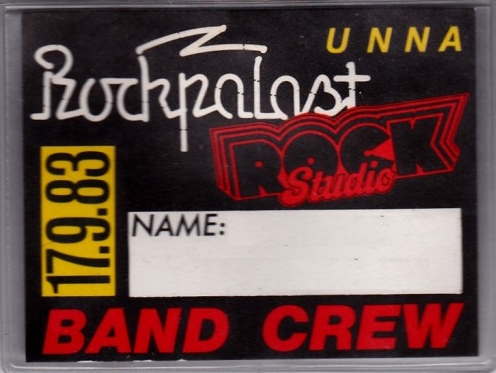 UNNA
Rockpalast
ROCK
Studio
17.9.83
NAME:
BAND CREW